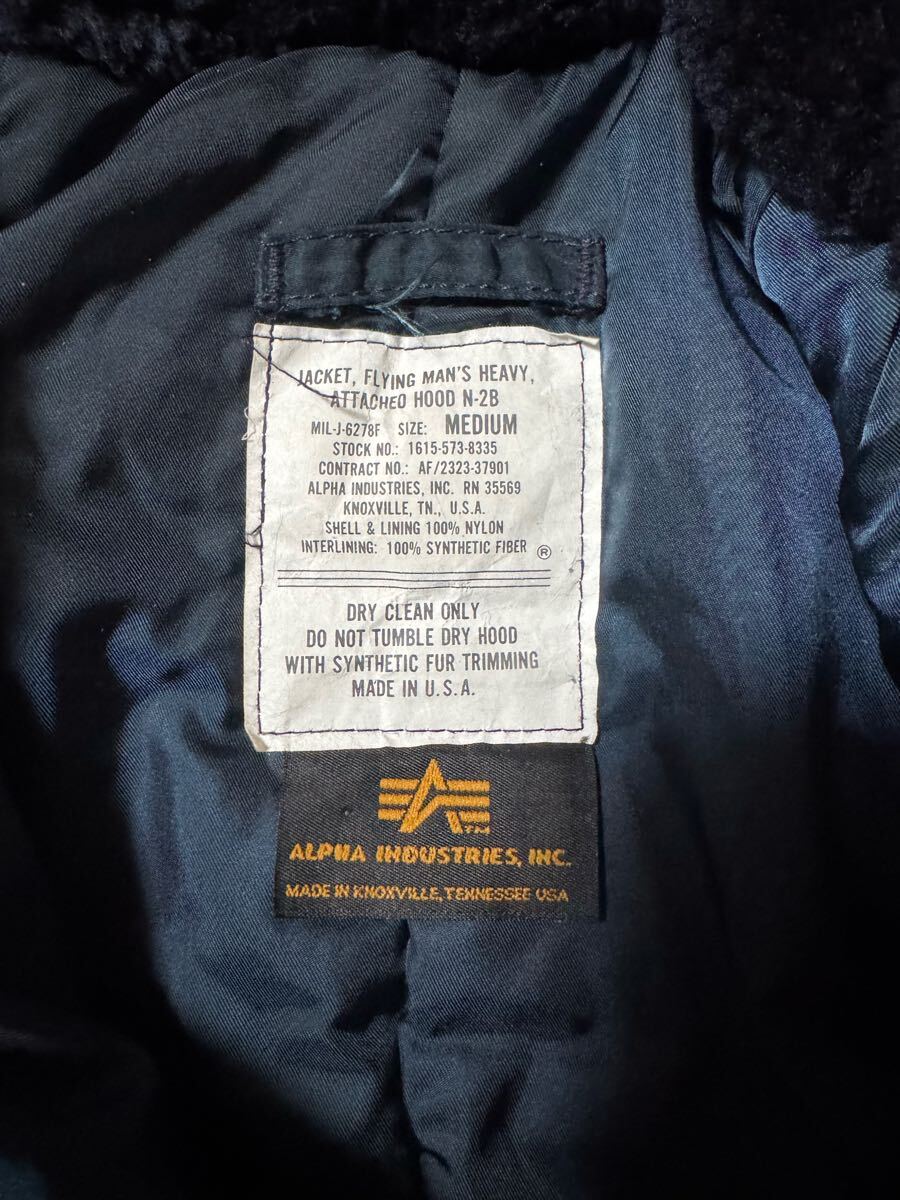 JACKET, FLYING MAN'S HEAVY,
ATTACHED HOOD N-2B
MIL-J-6278F SIZE: MEDIUM
STOCK NO.: 1615-573-8335
CONTRACT NO.: AF/2323-37901
ALPHA INDUSTRIES, INC. RN 35569
KNOXVILLE, TN., U.S.A.
SHELL & LINING 100% NYLON
INTERLINING: 100% SYNTHETIC FIBER ®
DRY CLEAN ONLY
DO NOT TUMBLE DRY HOOD
WITH SYNTHETIC FUR TRIMMING
MADE IN U.S.A.
TM
ALPHA INDUSTRIES, INC.
MADE IN KNOXVILLE, TENNESSEE USA